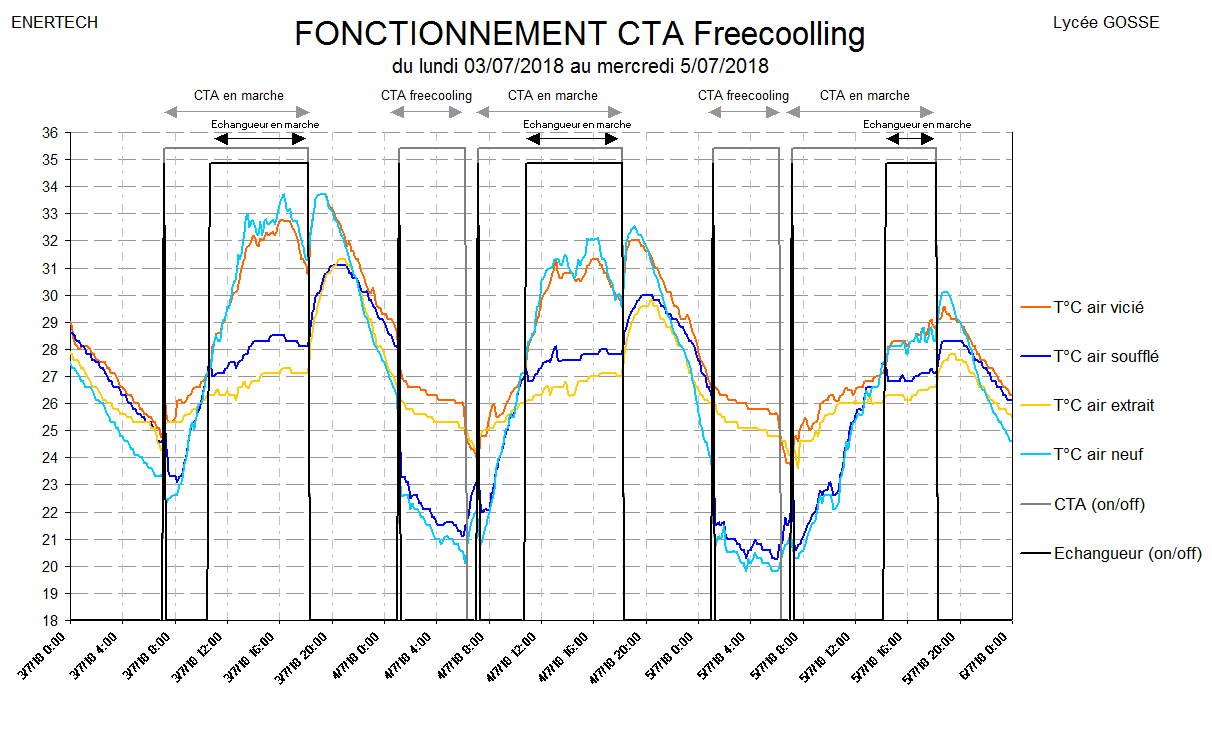 ENERTECH
FONCTIONNEMENT CTA Freecoolling
Lycée GOSSE
du lundi 03/07/2018 au mercredi 5/07/2018
CTA en marche
CTA freecooling
CTA en marche
CTA freecooling
CTA en marche
Echangueur en marche
Echangueur en marche
Echangueur en marche
36
35
34
33
32
31
30
29
28
27
26
25
24
23
22
21
20
19
18
T°C air vicié
T°C air soufflé
T°C air extrait
T°C air neuf
CTA (on/off)
Echangueur (on/off)
3/7/18 0:00
3/7/18 4:00
3/7/18 8:00
3/7/18 12:00
3/7/18 16:00
3/7/18 20:00
4/7/18 0:00
4/7/18 4:00
4/7/18 8:00
4/7/18 12:00
4/7/18 16:00
4/7/18 20:00
5/7/18 0:00
5/7/18 4:00
5/7/18 8:00
5/7/18 12:00
5/7/18 16:00
5/7/18 20:00
6/7/18 0:00